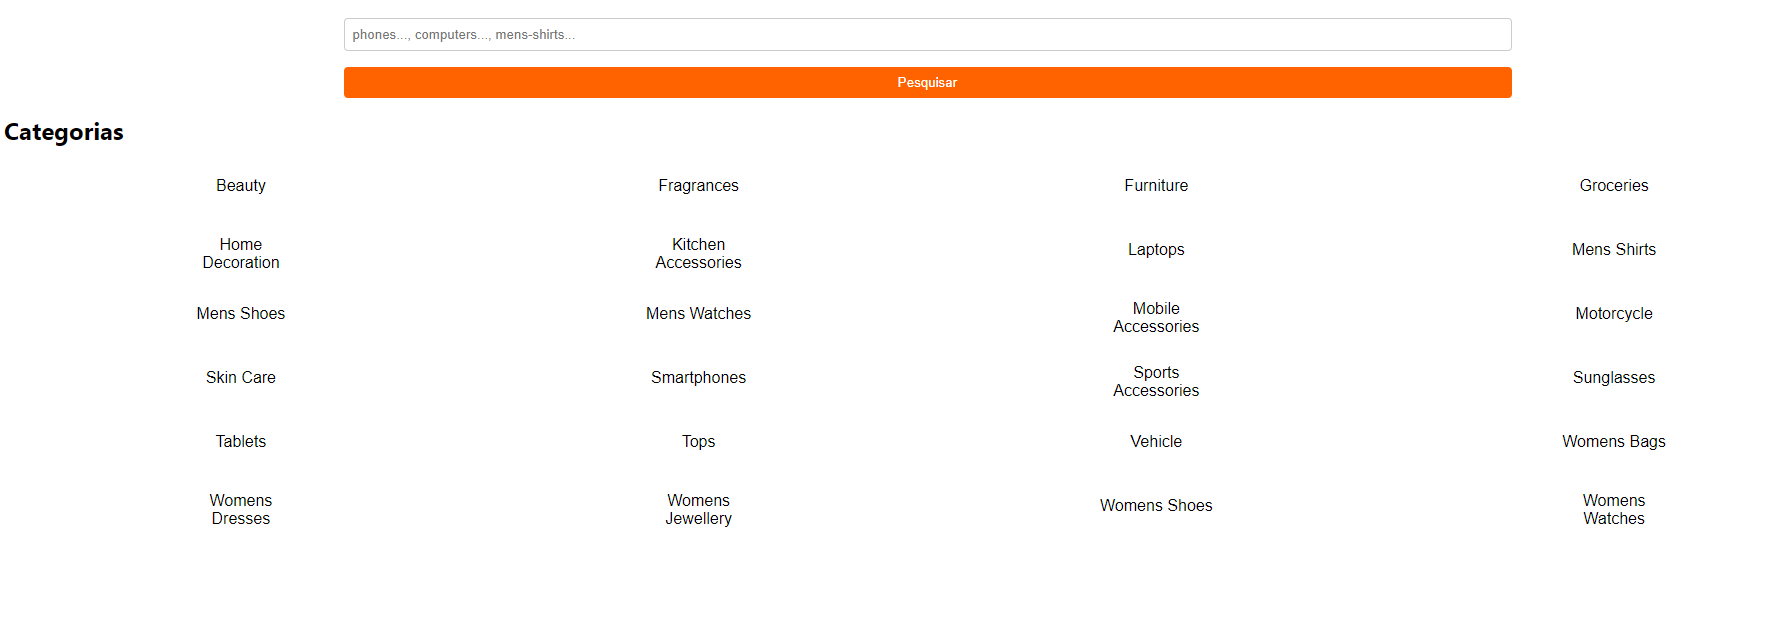 phones..., computers..., mens-shirts...
Pesquisar
Categorias
Beauty
Fragrances
Furniture
Groceries
Home
Decoration
Kitchen
Accessories
Laptops
Mens Shirts
Mens Shoes
Mens Watches
Mobile
Accessories
Motorcycle
Skin Care
Smartphones
Sports
Accessories
Sunglasses
Tablets
Tops
Vehicle
Womens Bags
Womens
Dresses
Womens
Jewellery
Womens Shoes
Womens
Watches